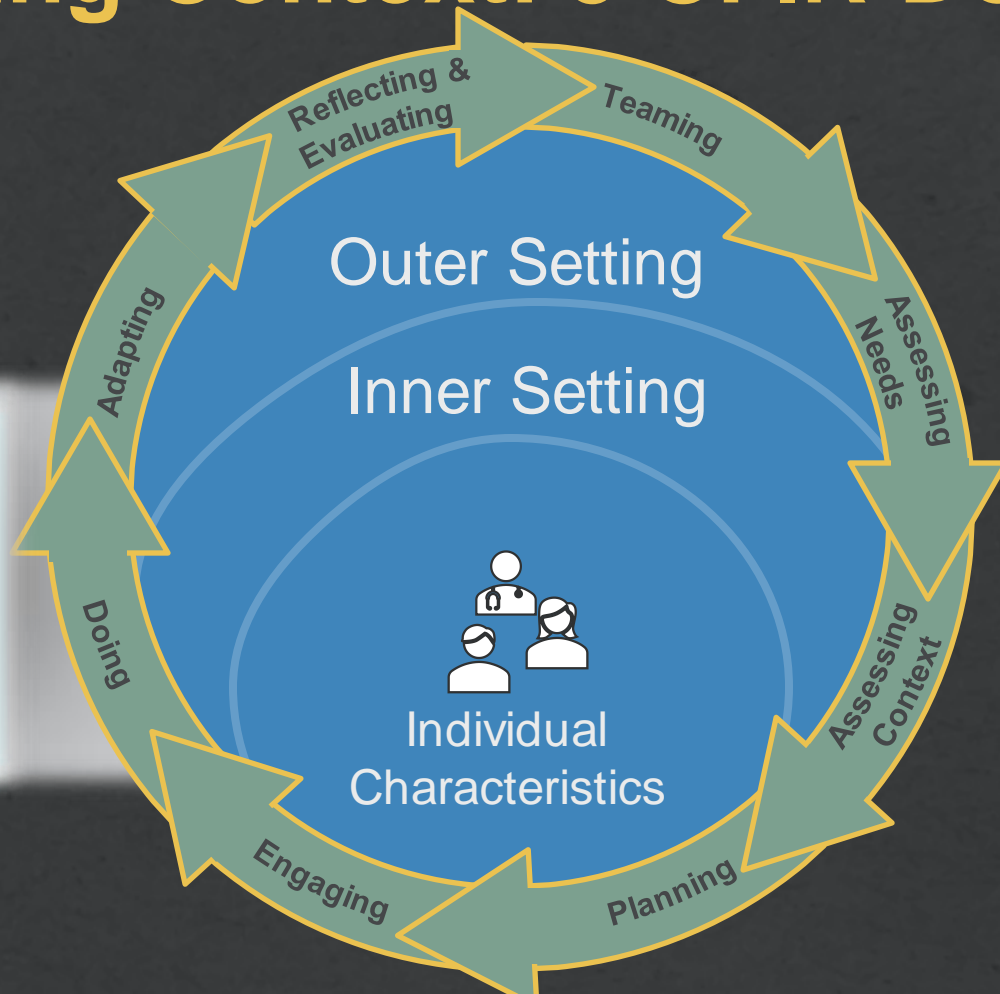 Reflecting &
Evaluating
Teaming
Assessing
Needs
Assessing
Context
Planning
Engaging
Doing
Adapting
Outer Setting
Inner Setting
Individual
Characteristics